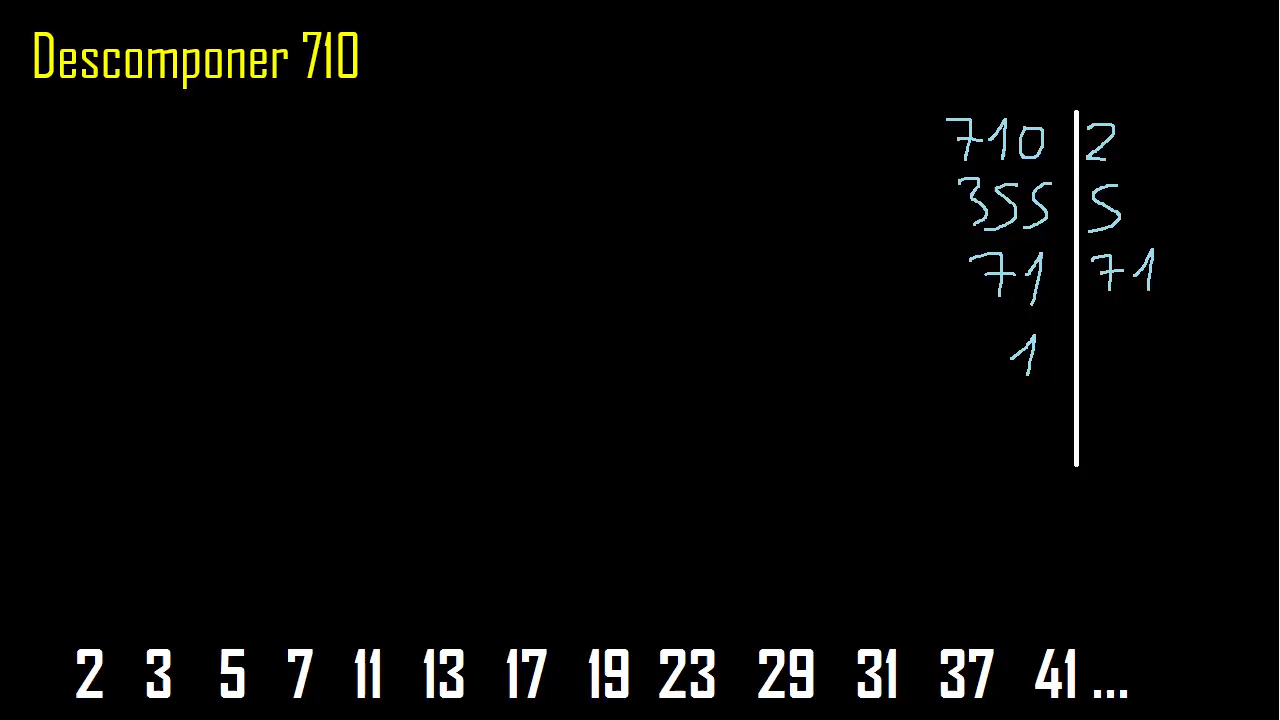 Descomponer 710
710 2
355 5
71 71
1
2 3 5 7 11 13 17 19 23 29 31 37 41 ...